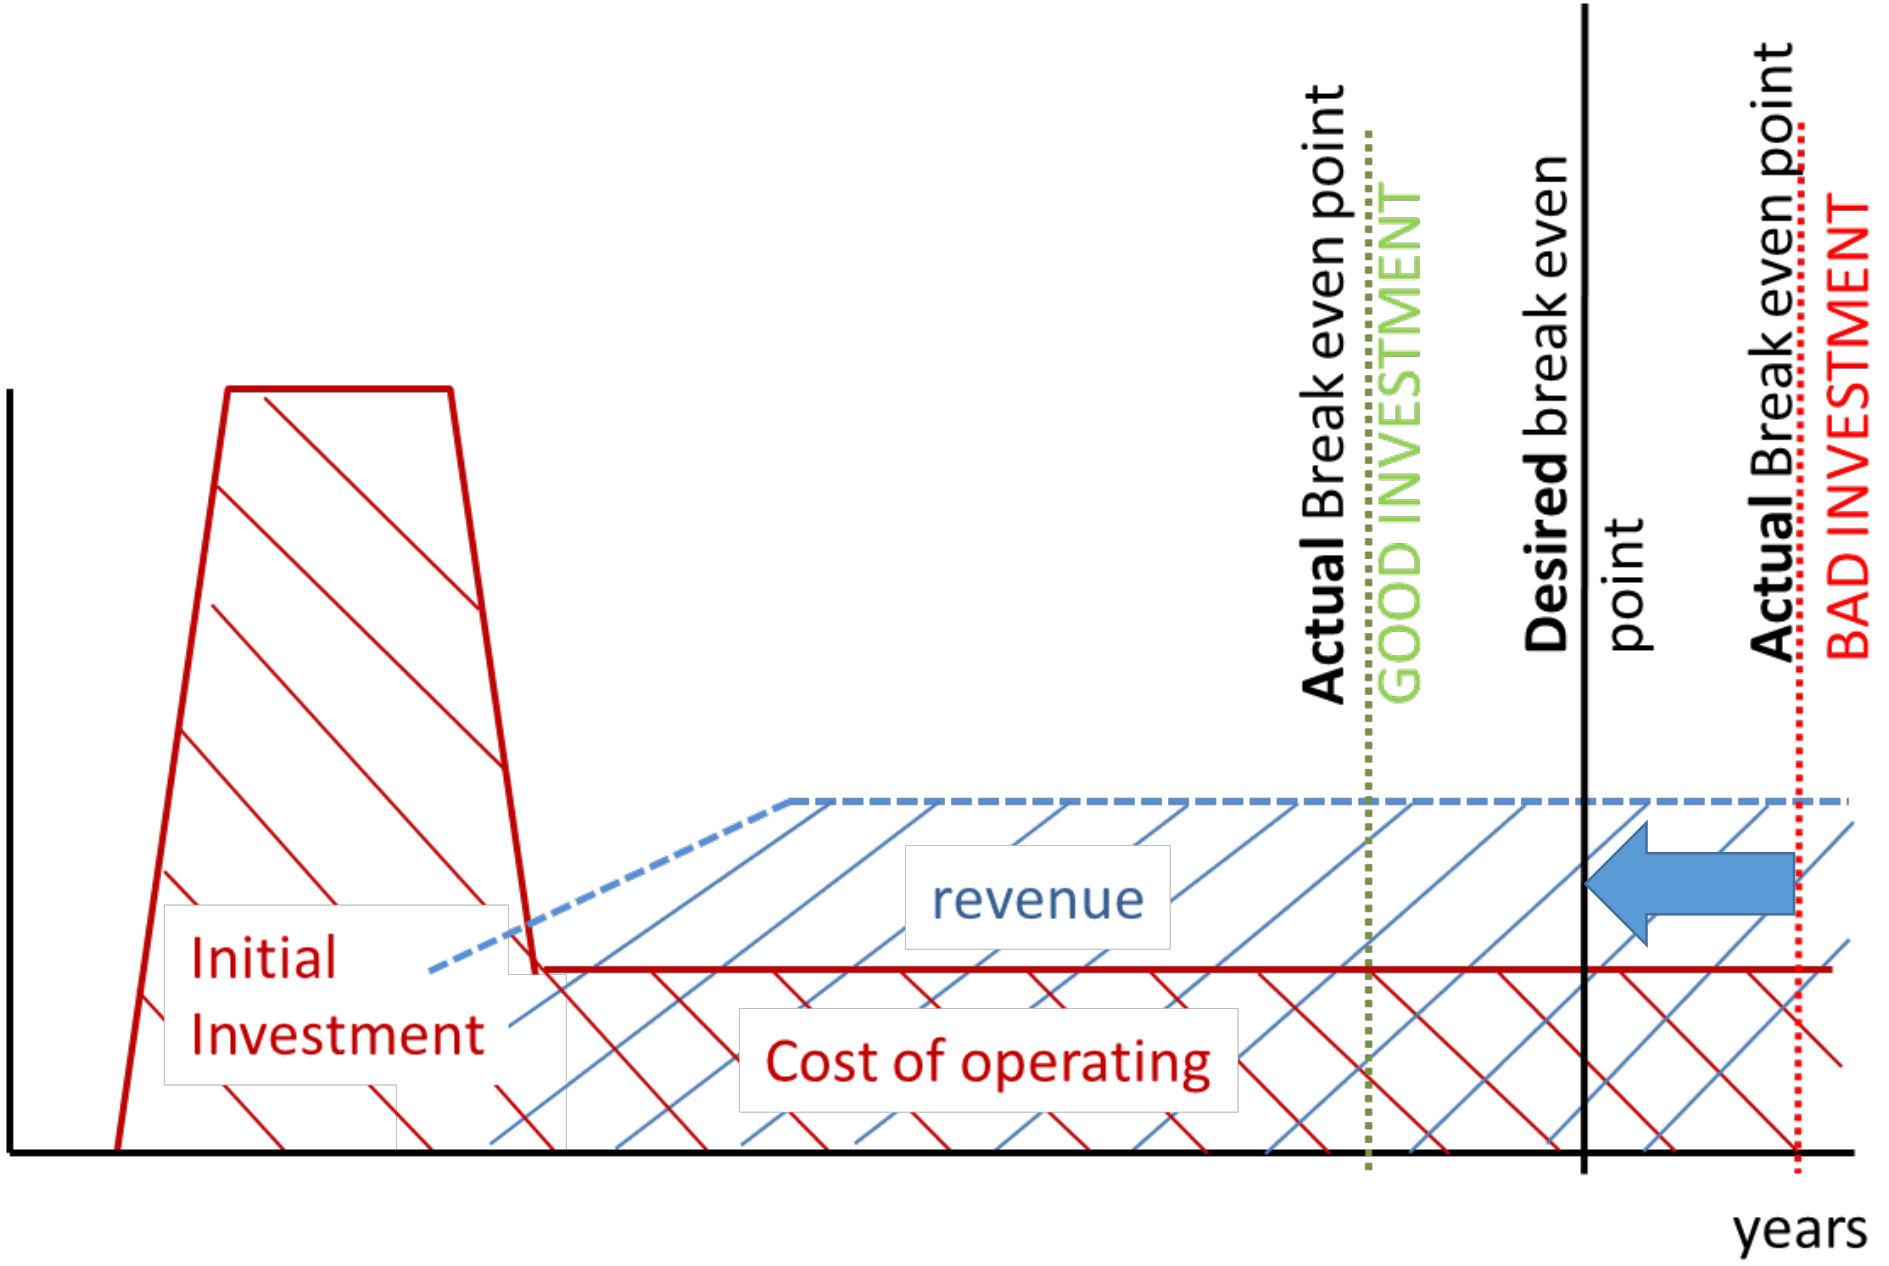 Actual Break even point
GOOD INVESTMENT
Desired break even
point
Actual Break even point
BAD INVESTMENT
revenue
Initial
Investment
Cost of operating
years